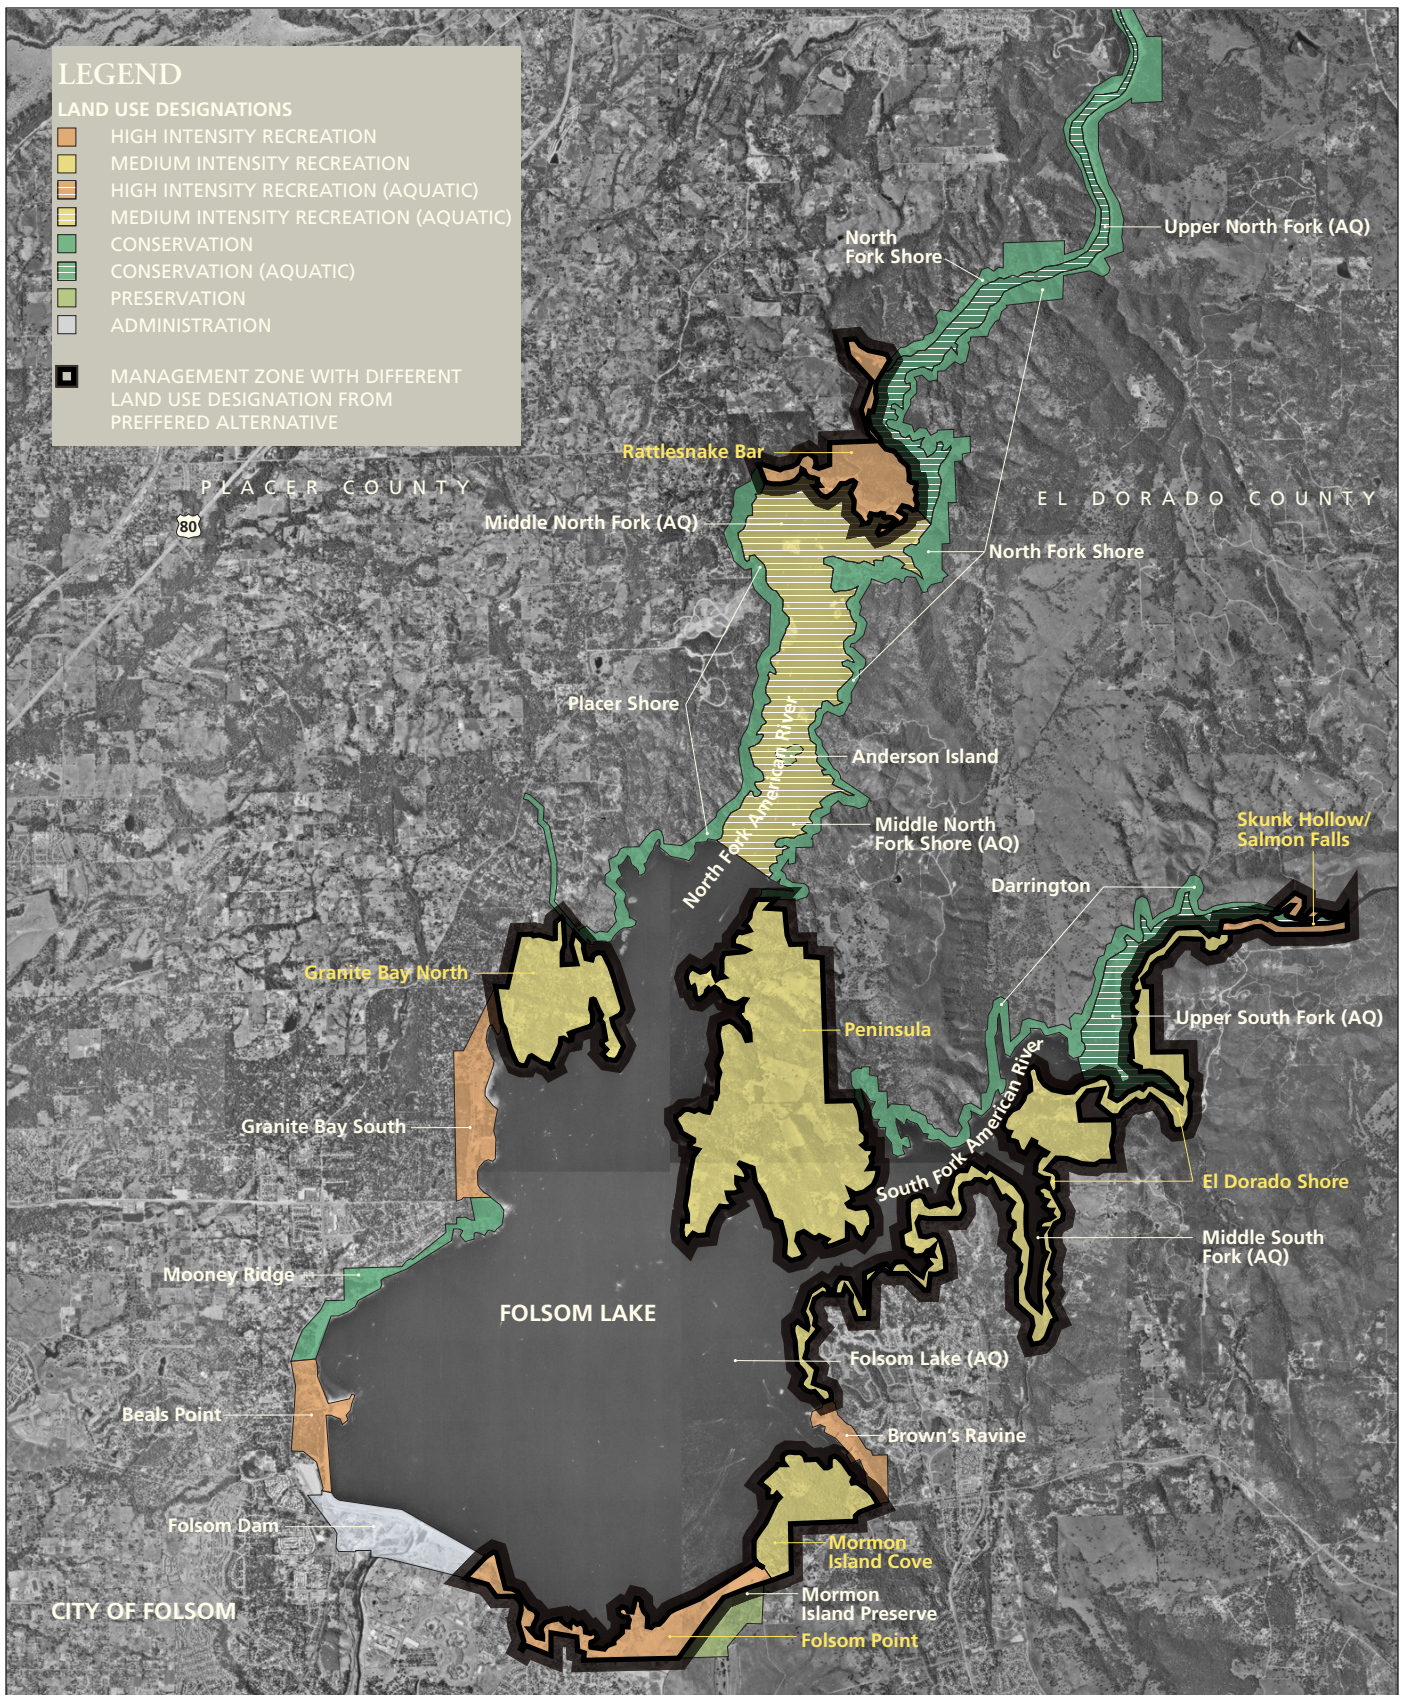 LEGEND
LAND USE DESIGNATIONS
HIGH INTENSITY RECREATION
MEDIUM INTENSITY RECREATION
HIGH INTENSITY RECREATION (AQUATIC)
MEDIUM INTENSITY RECREATION (AQUATIC)
CONSERVATION
CONSERVATION (AQUATIC)
PRESERVATION
ADMINISTRATION
MANAGEMENT ZONE WITH DIFFERENT
LAND USE DESIGNATION FROM
PREFFERED ALTERNATIVE
Upper North Fork (AQ)
North
Fork Shore
Rattlesnake Bar
PLACER COUNTY
EL DORADO COUNTY
80
Middle North Fork (AQ)
North Fork Shore
Placer Shore
North Fork American River
Anderson Island
Middle North
Fork Shore (AQ)
Skunk Hollow/
Salmon Falls
Darrington
Granite Bay North
Upper South Fork (AQ)
Peninsula
Granite Bay South
South Fork American River
El Dorado Shore
Middle South
Fork (AQ)
Mooney Ridge
FOLSOM LAKE
Folsom Lake (AQ)
Beals Point
Brown's Ravine
Folsom Dam
Mormon
Island Cove
Mormon
Island Preserve
CITY OF FOLSOM
Folsom Point